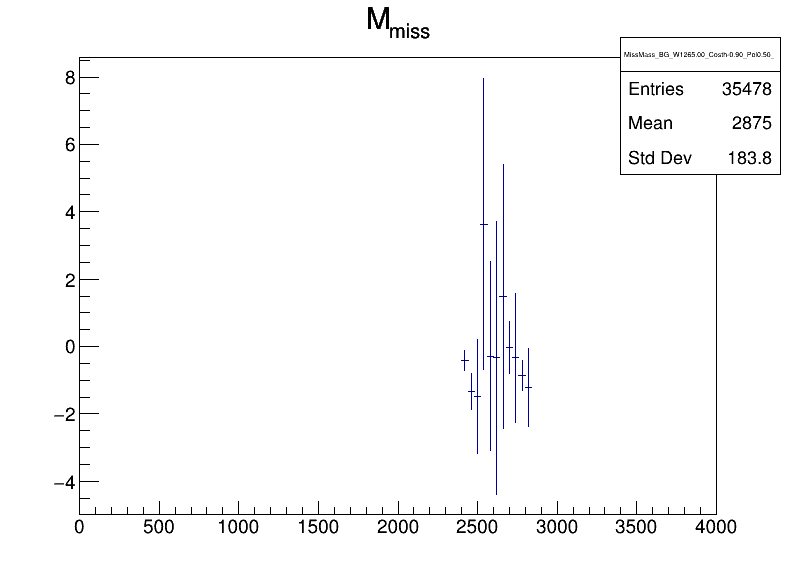 M_miss
MissMass_BG_W1265.00_Costh-0.90_Pol0.50_
Entries 35478
Mean 2875
Std Dev 183.8
8
6
4
2
0
−2
−4
0 500 1000 1500 2000 2500 3000 3500 4000